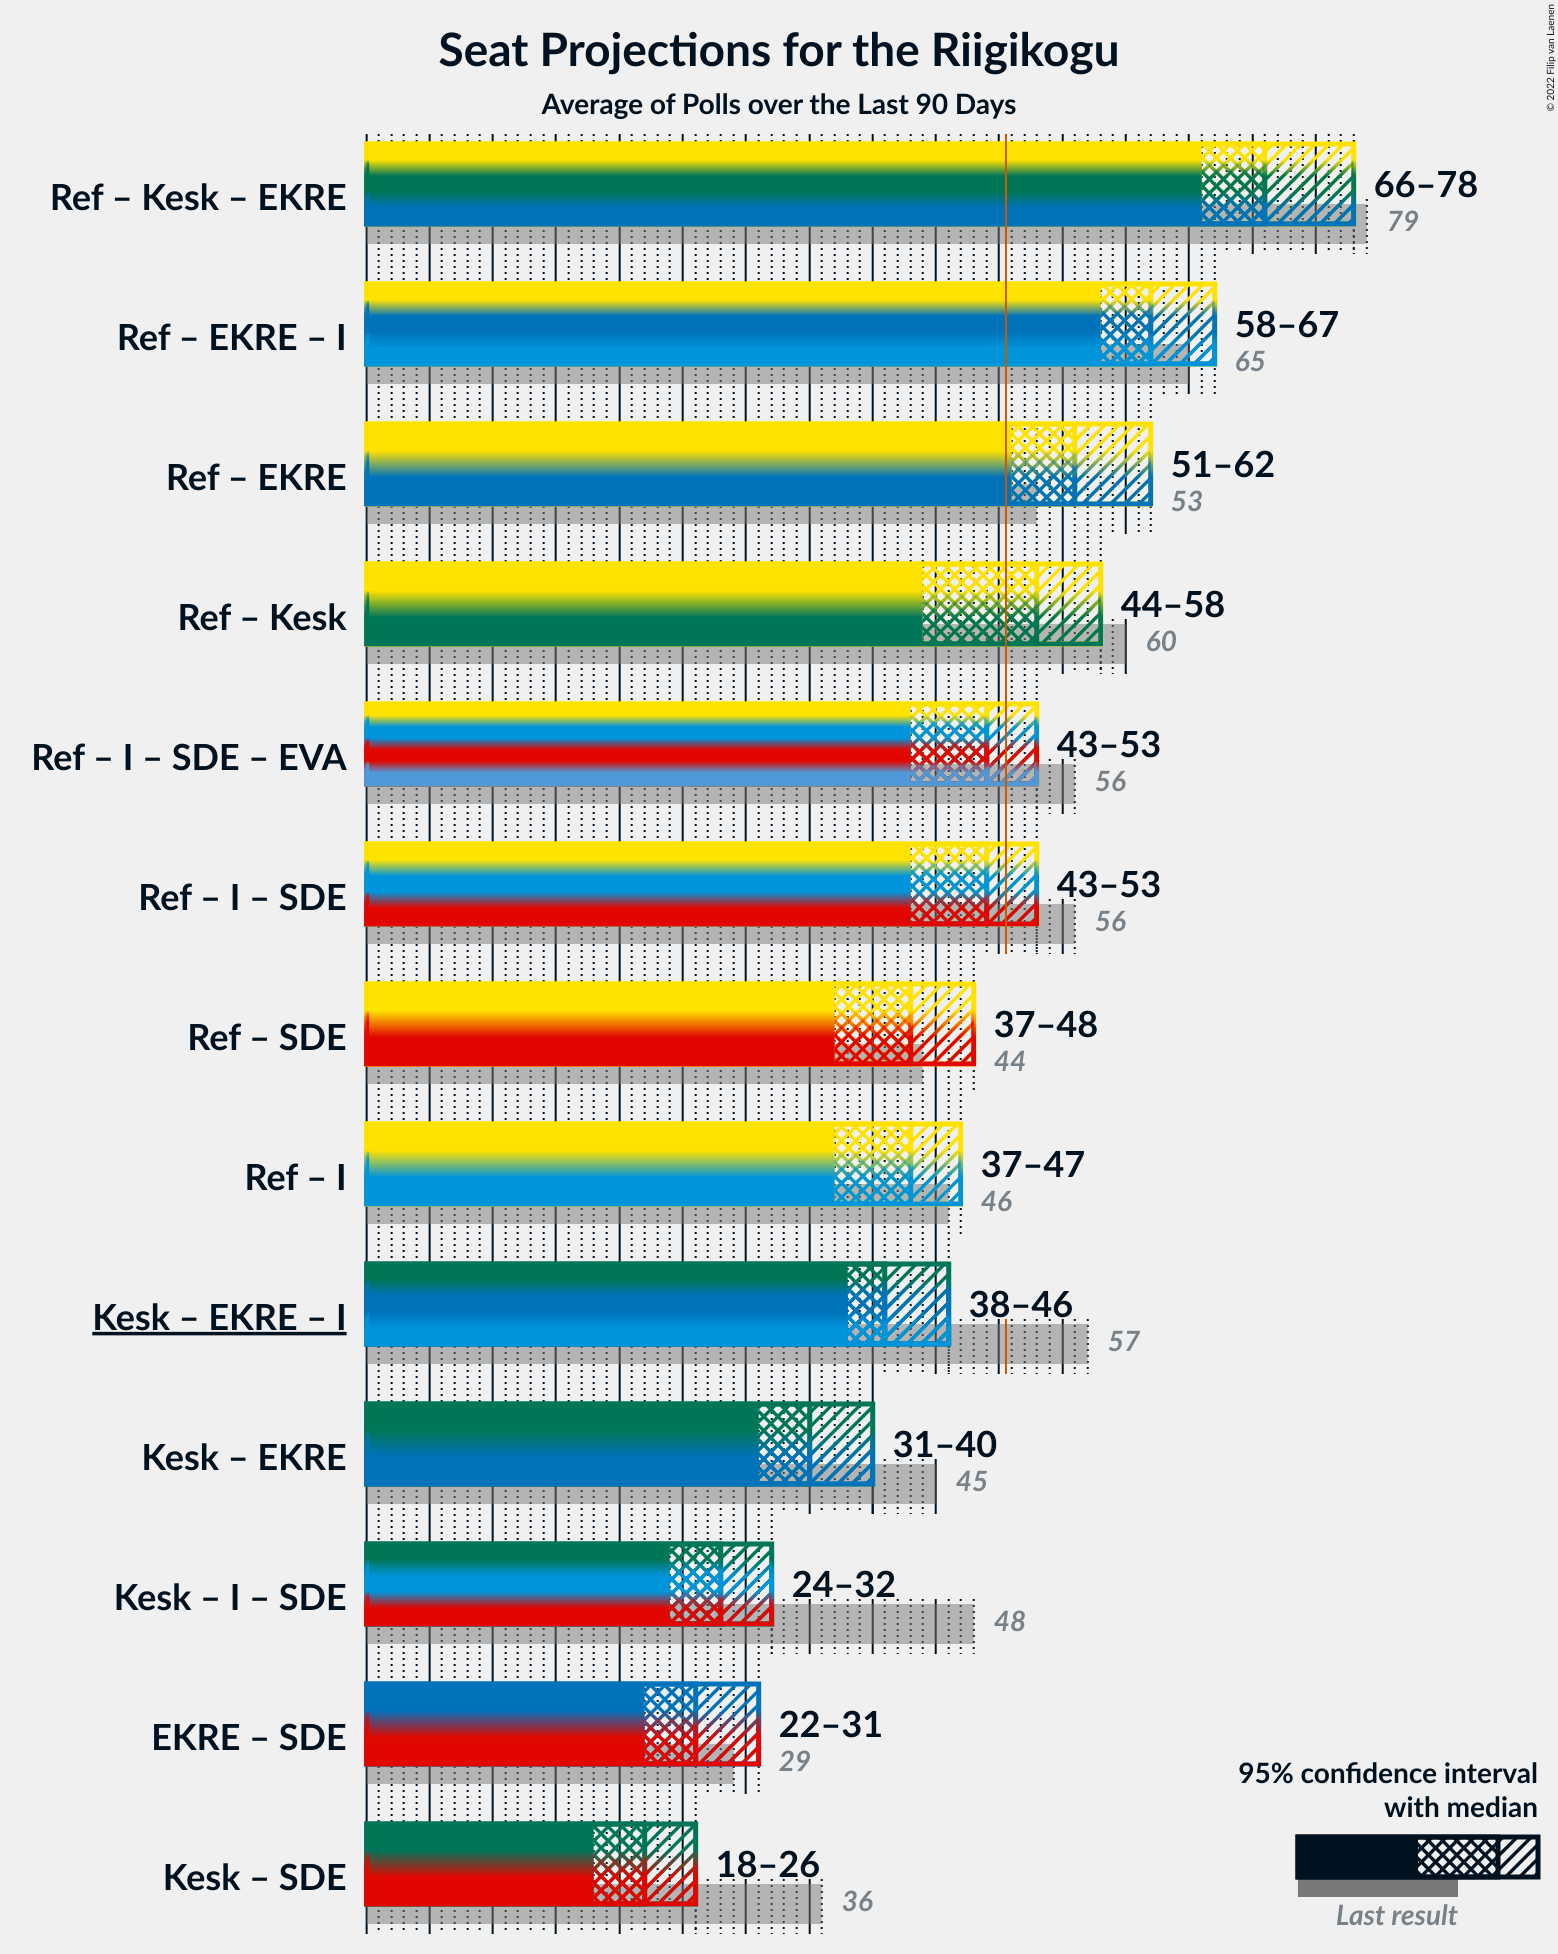 Seat Projections for the Riigikogu
Average of Polls over the Last 90 Days
© 2022 Filip van Laenen
Ref – Kesk – EKRE
66–78
79
Ref – EKRE – I
58–67
65
Ref – EKRE
51–62
53
Ref – Kesk
44–58
60
Ref – I – SDE – EVA
43–53
56
Ref – I – SDE
43–53
56
Ref – SDE
37–48
44
Ref – I
37–47
46
Kesk – EKRE – I
38–46
57
Kesk – EKRE
31–40
45
Kesk – I – SDE
24–32
48
EKRE – SDE
22–31
29
Kesk – SDE
18–26
36
95% confidence interval
with median
Last result